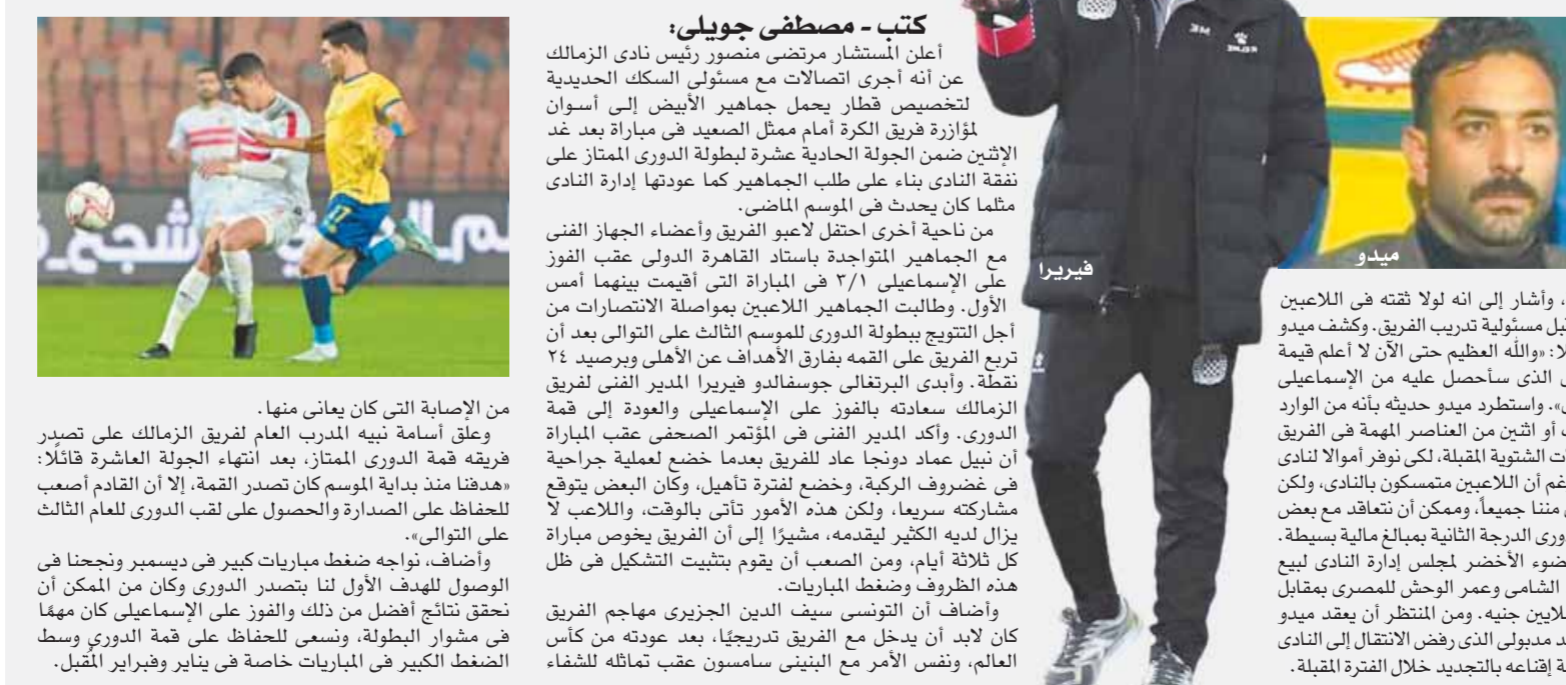 كتب - مصطفى جويلى:
أعلن المستشار مرتضى منصور رئيس نادى الزمالك
عن أنه أجرى اتصالات مع مسئولى السكك الحديدية
لتخصيص قطار يحمل جماهير الأبيض إلى أسوان
لمؤازرة فريق الكرة أمام ممثل الصعيد فى مباراة بعد غد
الإثنين ضمن الجولة الحادية عشرة لبطولة الدورى الممتاز على
نفقة النادى بناء على طلب الجماهير كما عودتها إدارة النادى
مثلما كان يحدث فى الموسم الماضى.
من ناحية أخرى احتفل لاعبو الفريق وأعضاء الجهاز الفنى
مع الجماهير المتواجدة باستاد القاهرة الدولى عقب الفوز
على الإسماعيلى ٣/١ فى المباراة التى أقيمت بينهما أمس
الأول. وطالبت الجماهير اللاعبين بمواصلة الانتصارات من
أجل التتويج ببطولة الدورى للموسم الثالث على التوالى بعد أن
تربع الفريق على القمه بفارق الأهداف عن الأهلى وبرصيد ٢٤
نقطة. وأبدى البرتغالى جوسفالدو فيريرا المدير الفنى لفريق
الزمالك سعادته بالفوز على الإسماعيلى والعودة إلى قمة
الدورى. وأكد المدير الفنى فى المؤتمر الصحفى عقب المباراة
أن نبيل عماد دونجا عاد للفريق بعدما خضع لعملية جراحية
فى غضروف الركبة، وخضع لفترة تأهيل، وكان البعض يتوقع
مشاركته سريعا، ولكن هذه الأمور تأتى بالوقت، واللاعب لا
يزال لديه الكثير ليقدمه، مشيرًا إلى أن الفريق يخوض مباراة
كل ثلاثة أيام، ومن الصعب أن يقوم بتثبيت التشكيل فى ظل
هذه الظروف وضغط المباريات.
وأضاف أن التونسى سيف الدين الجزيرى مهاجم الفريق
كان لابد أن يدخل مع الفريق تدريجيًا، بعد عودته من كأس
العالم، ونفس الأمر مع البنينى سامسون عقب تماثله للشفاء
من الإصابة التى كان يعانى منها.
وعلق أسامة نبيه المدرب العام لفريق الزمالك على تصدر
فريقه قمة الدورى الممتاز، بعد انتهاء الجولة العاشرة قائلًا:
«هدفنا منذ بداية الموسم كان تصدر القمة، إلا أن القادم أصعب
للحفاظ على الصدارة والحصول على لقب الدورى للعام الثالث
على التوالى».
وأضاف، نواجه ضغط مباريات كبير فى ديسمبر ونجحنا فى
الوصول للهدف الأول لنا بتصدر الدورى وكان من الممكن أن
نحقق نتائج أفضل من ذلك والفوز على الإسماعيلى كان مهمًا
فى مشوار البطولة، ونسعى للحفاظ على قمة الدورى وسط
الضغط الكبير فى المباريات خاصة فى يناير وفبراير المُقبل.
ميدو
فيريرا
، وأشار إلى انه لولا ثقته فى اللاعبين
مسئولية تدريب الفريق. وكشف ميدو
: «والله العظيم حتى الآن لا أعلم قيمة
الذى سأحصل عليه من الإسماعيلى
». واستطرد ميدو حديثه بأنه من الوارد
أو اثنين من العناصر المهمة فى الفريق
الشتوية المقبلة، لكى نوفر أموالا لنادى
أن اللاعبين متمسكون بالنادى، ولكن
مننا جميعاً، وممكن أن نتعاقد مع بعض
الدرجة الثانية بمبالغ مالية بسيطة.
الأخضر لمجلس إدارة النادى لبيع
الشامى وعمر الوحش للمصرى بمقابل
جنيه. ومن المنتظر أن يعقد ميدو
مدبولى الذى رفض الانتقال إلى النادى
إقناعه بالتجديد خلال الفترة المقبلة.
شجع